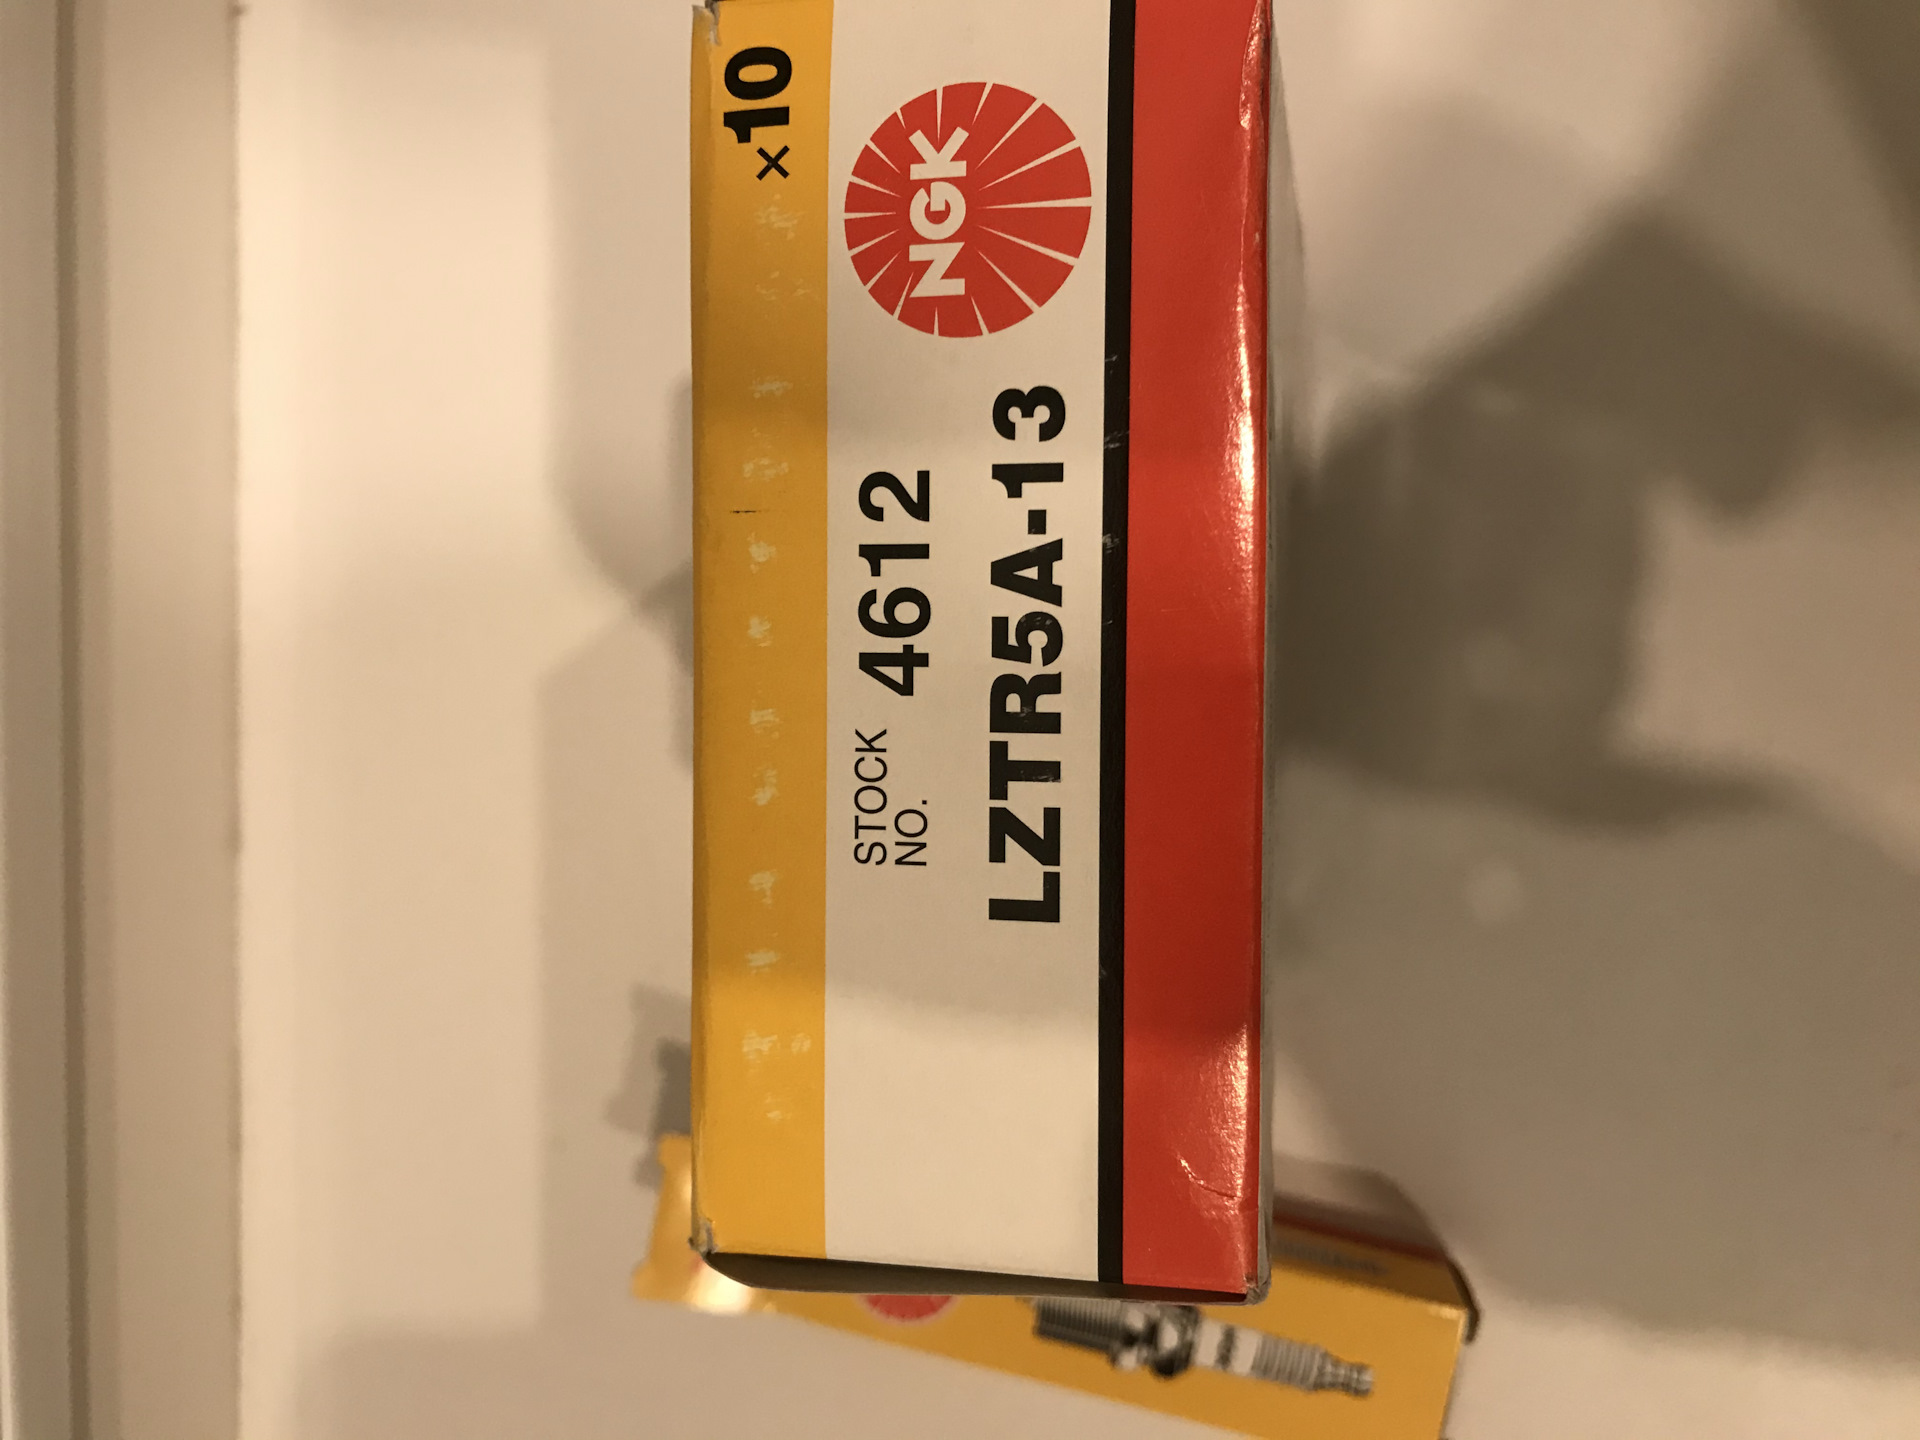 ×10
NGK
STOCK NO. 4612
LZTR5A-13